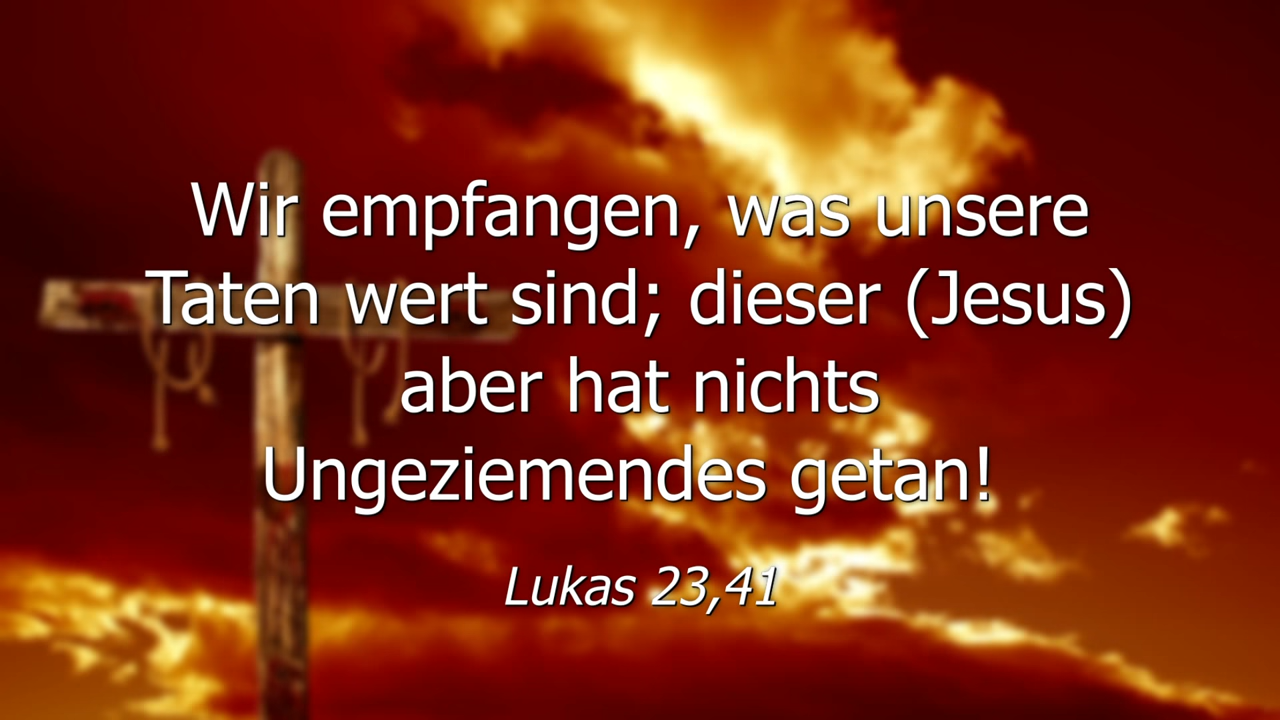 Wir empfangen, was unsere
Taten wert sind; dieser (Jesus)
aber hat nichts
Ungeziemendes getan!
Lukas 23,41